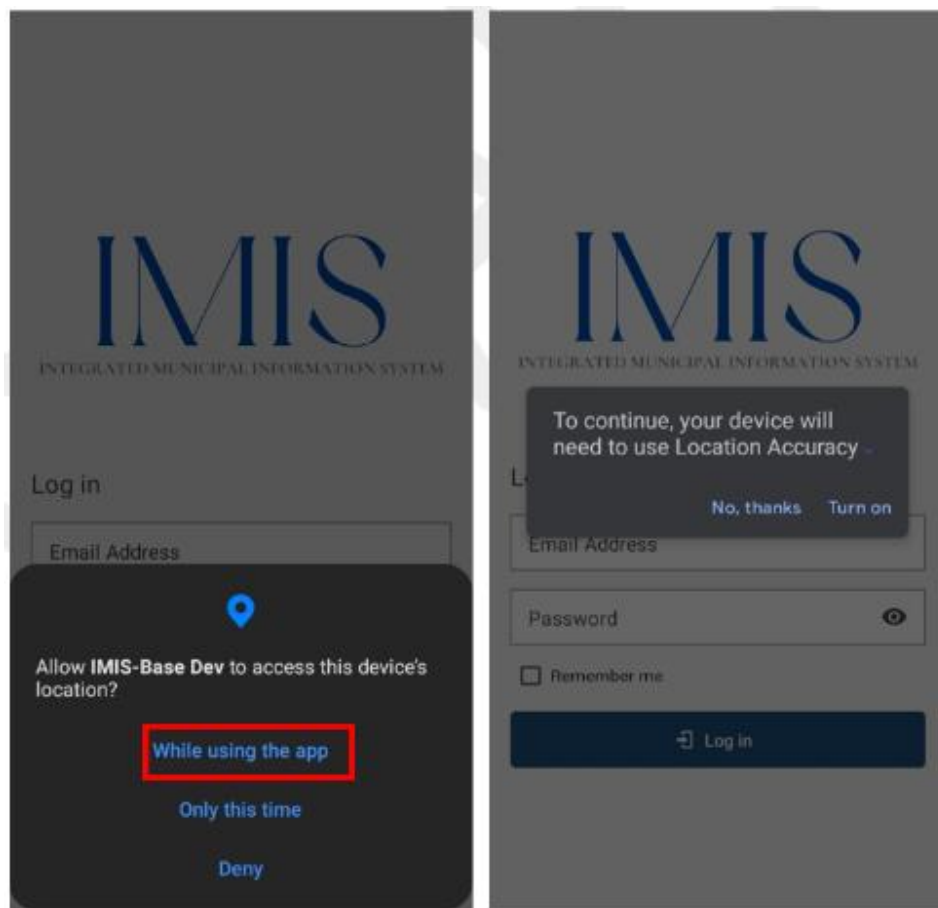 IMIS
INTEGRATED MUNICIPAL INFORMATION SYSTEM
Log in
Email Address
Allow IMIS-Base Dev to access this device's
location?
While using the app
Only this time
Deny
IMIS
INTEGRATED MUNICIPAL INFORMATION SYSTEM
To continue, your device will
need to use Location Accuracy
No, thanks Turn on
Email Address
Password
Remember me
Log in